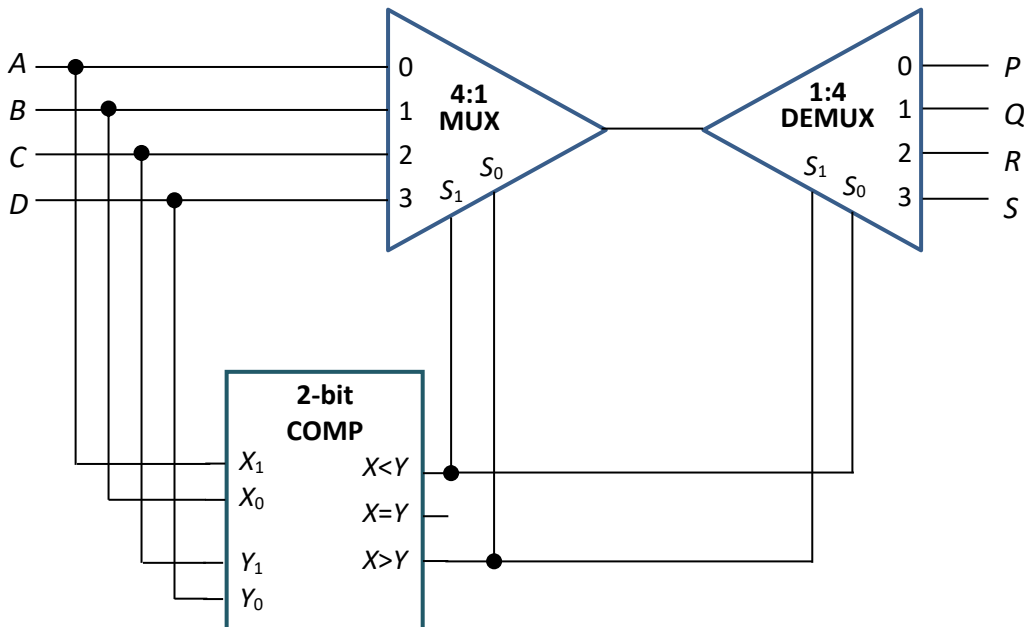 A
B
C
D
0
1
2
3
4:1
MUX
S1
S0
0
1
2
3
1:4
DEMUX
S1
S0
P
Q
R
S
2-bit
COMP
X1
X0
Y1
Y0
X<Y
X=Y
X>Y